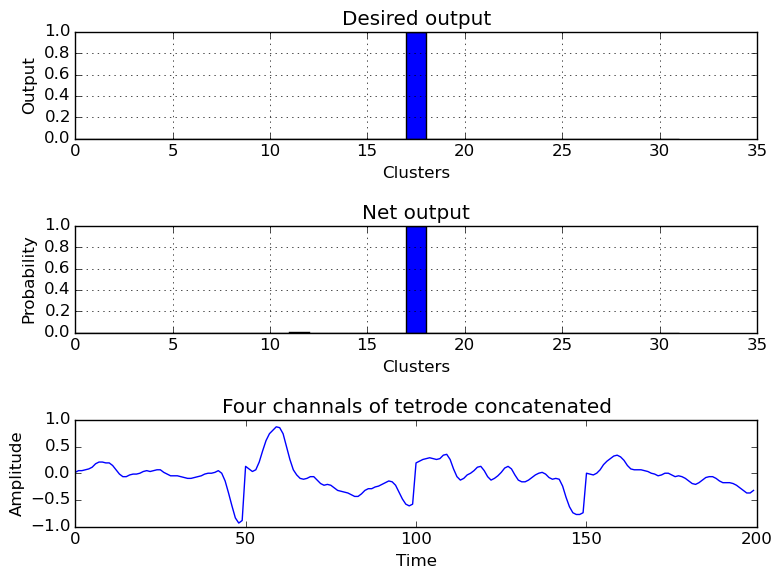 Desired output
1.0
0.8
0.6
0.4
0.2
0.0
Output
0 5 10 15 20 25 30 35
Clusters
Net output
1.0
0.8
0.6
0.4
0.2
0.0
Probability
0 5 10 15 20 25 30 35
Clusters
Four channals of tetrode concatenated
1.0
0.5
0.0
−0.5
−1.0
Amplitude
0 50 100 150 200
Time